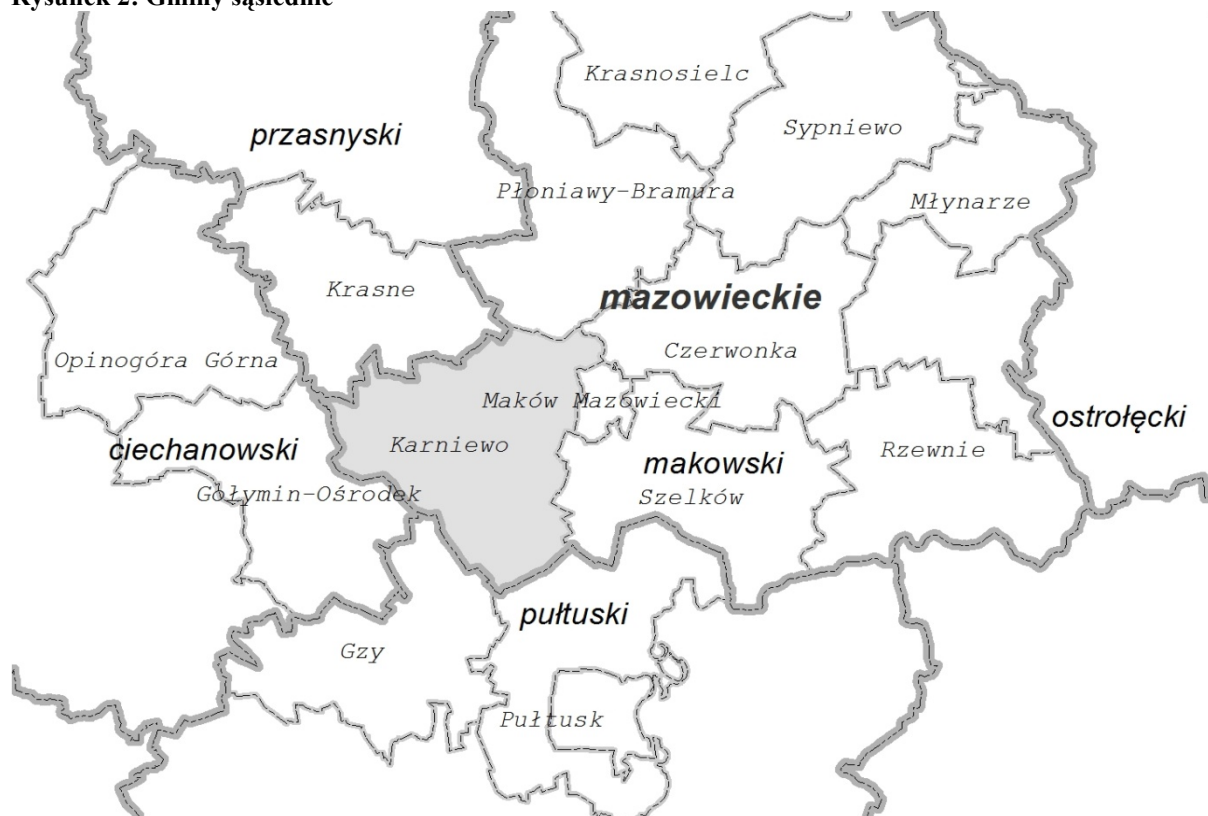 Rysunek 2: Gminy sąsiednie
Krasnosielc
przasnyski
Sypniewo
Płoniawy-Bramura
Młynarze
Krasne
mazowieckie
Opinogóra Górna
Czerwonka
Maków Mazowiecki
ostrołęcki
ciechanowski
Karniewo
Rzewnie
makowski
Gołymin-Ośrodek
Szelków
pułtuski
Gzy
Pułtusk